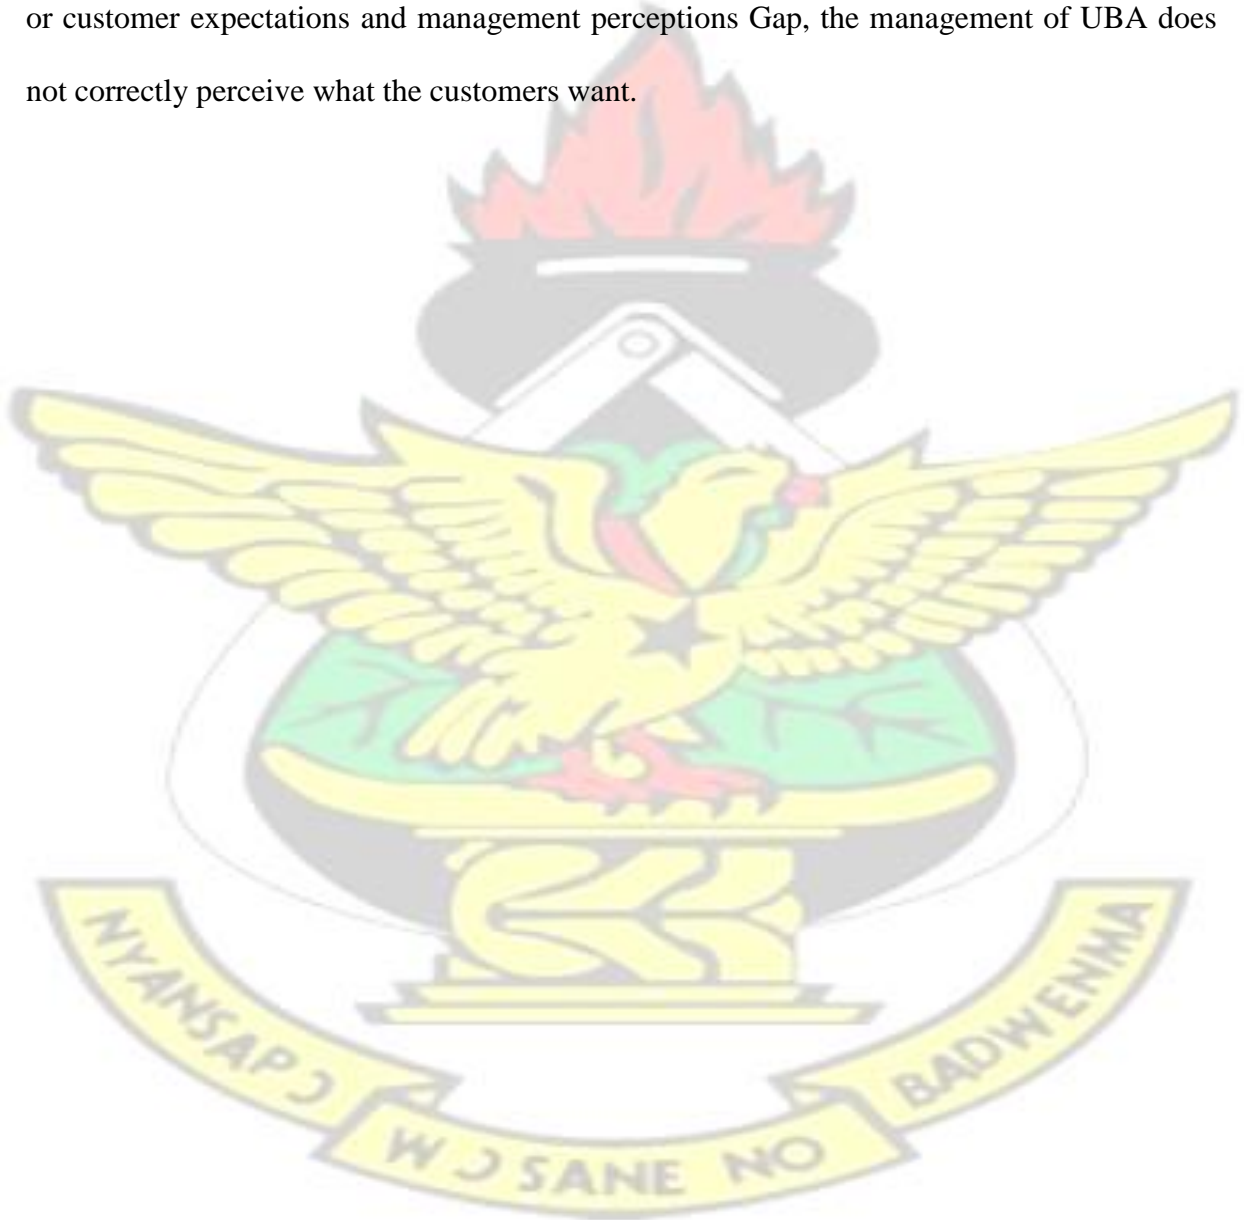 or customer expectations and management perceptions Gap, the management of UBA does
not correctly perceive what the customers want.
NYANSAPƆ
WƆSANE NO
BADWENMA